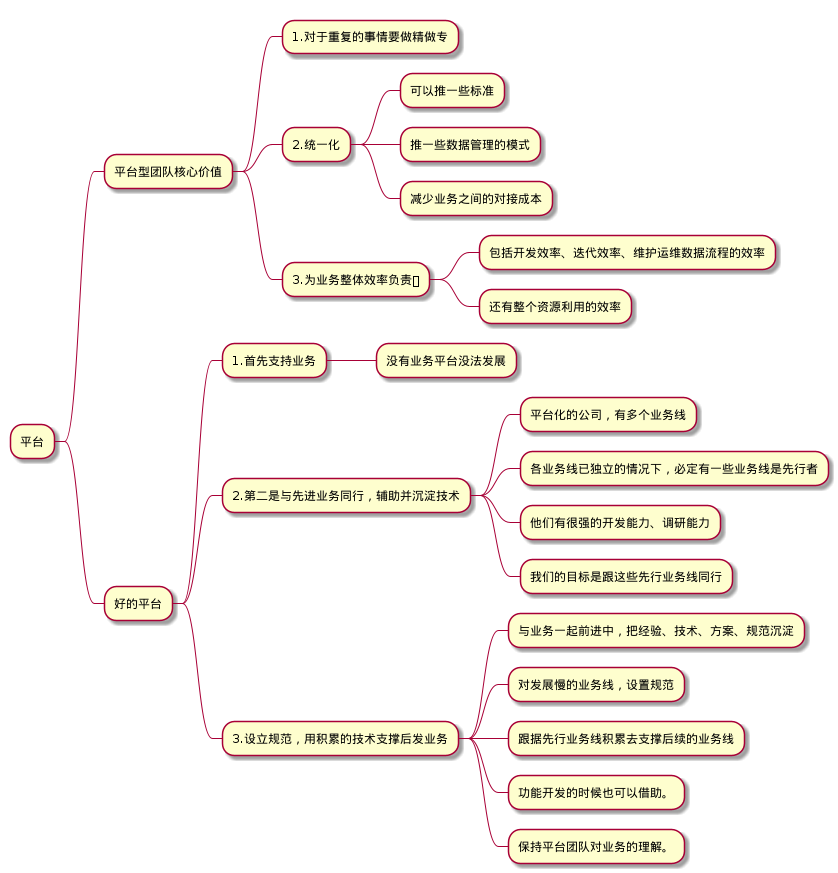 平台
平台型团队核心价值
1.对于重复的事情要做精做专
2.统一化
可以推一些标准
推一些数据管理的模式
减少业务之间的对接成本
3.为业务整体效率负责
包括开发效率、迭代效率、维护运维数据流程的效率
还有整个资源利用的效率
好的平台
1.首先支持业务
没有业务平台没法发展
2.第二是与先进业务同行，辅助并沉淀技术
平台化的公司，有多个业务线
各业务线已独立的情况下，必定有一些业务线是先行者
他们有很强的开发能力、调研能力
我们的目标是跟这些先行业务线同行
3.设立规范，用积累的技术支撑后发业务
与业务一起前进中，把经验、技术、方案、规范沉淀
对发展慢的业务线，设置规范
跟据先行业务线积累去支撑后续的业务线
功能开发的时候也可以借助。
保持平台团队对业务的理解。